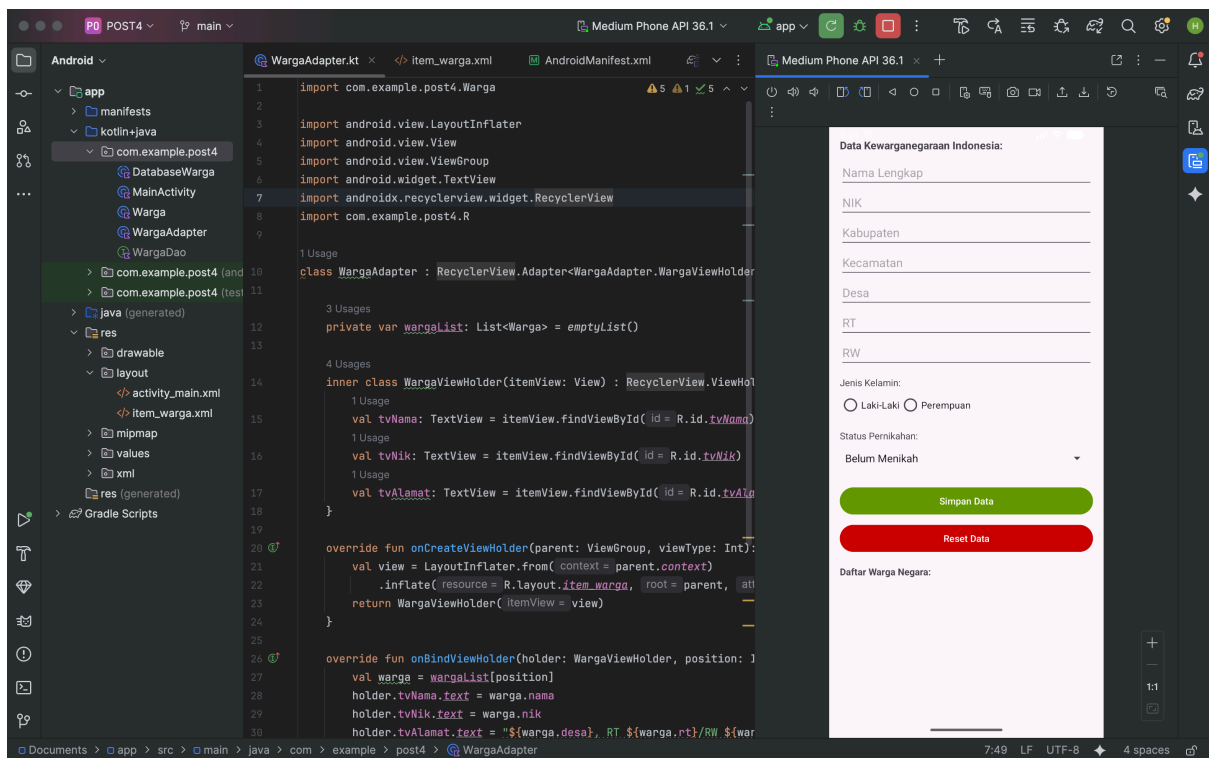 P0 POST4 main Medium Phone API 36.1 app H
Android
WargaAdapter.kt item_warga.xml AndroidManifest.xml
Medium Phone API 36.1
app
manifests
kotlin+java
com.example.post4
DatabaseWarga
MainActivity
Warga
WargaAdapter
WargaDao
com.example.post4 (and
com.example.post4 (test
java (generated)
res
drawable
layout
activity_main.xml
item_warga.xml
mipmap
values
xml
res (generated)
Gradle Scripts
5 1 5
1 import com.example.post4.Warga
2
3 import android.view.LayoutInflater
4 import android.view.View
5 import android.view.ViewGroup
6 import android.widget.TextView
7 import androidx.recyclerview.widget.RecyclerView
8 import com.example.post4.R
9
1 Usage
10 class WargaAdapter : RecyclerView.Adapter<WargaAdapter.WargaViewHolder
11
3 Usages
12 private var wargaList: List<Warga> = emptyList()
13
4 Usages
14 inner class WargaViewHolder(itemView: View) : RecyclerView.ViewHol
1 Usage
15 val tvNama: TextView = itemView.findViewById( id = R.id.tvNama)
1 Usage
16 val tvNik: TextView = itemView.findViewById( id = R.id.tvNik)
1 Usage
17 val tvAlamat: TextView = itemView.findViewById( id = R.id.tvAla
18 }
19
20 override fun onCreateViewHolder(parent: ViewGroup, viewType: Int):
21 val view = LayoutInflater.from( context = parent.context)
22 .inflate( resource = R.layout.item_warga, root = parent, att
23 return WargaViewHolder( itemView = view)
24 }
25
26 override fun onBindViewHolder(holder: WargaViewHolder, position: I
27 val warga = wargaList[position]
28 holder.tvNama.text = warga.nama
29 holder.tvNik.text = warga.nik
30 holder.tvAlamat.text = "${warga.desa}, RT ${warga.rt}/RW ${war
Data Kewarganegaraan Indonesia:
Nama Lengkap
NIK
Kabupaten
Kecamatan
Desa
RT
RW
Jenis Kelamin:
Laki-Laki Perempuan
Status Pernikahan:
Belum Menikah
Simpan Data
Reset Data
Daftar Warga Negara:
1:1
Documents > app > src > main > java > com > example > post4 > WargaAdapter
7:49 LF UTF-8 4 spaces